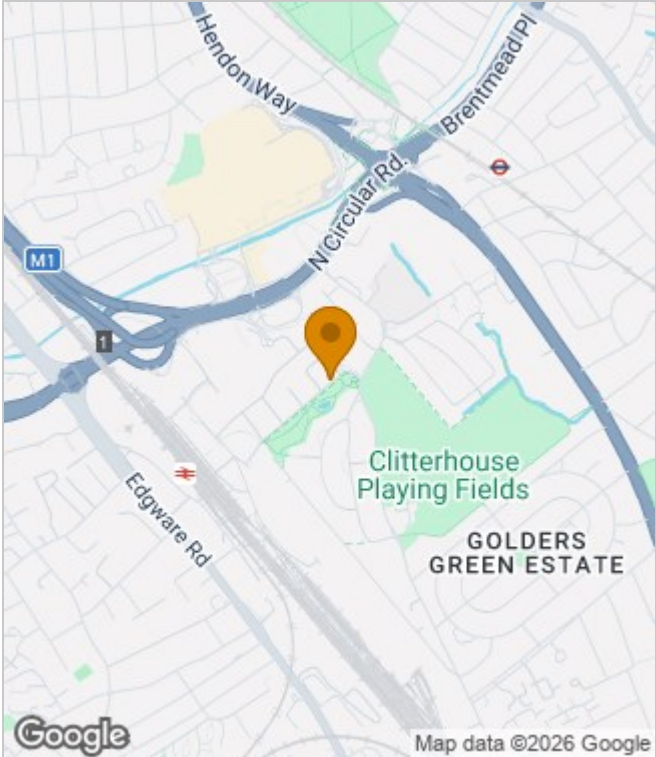 Hendon Way
Brentmead Pl
N Circular Rd.
M1
1
Clitterhouse
Playing Fields
Edgware Rd
GOLDERS
GREEN ESTATE
Google
Map data ©2026 Google